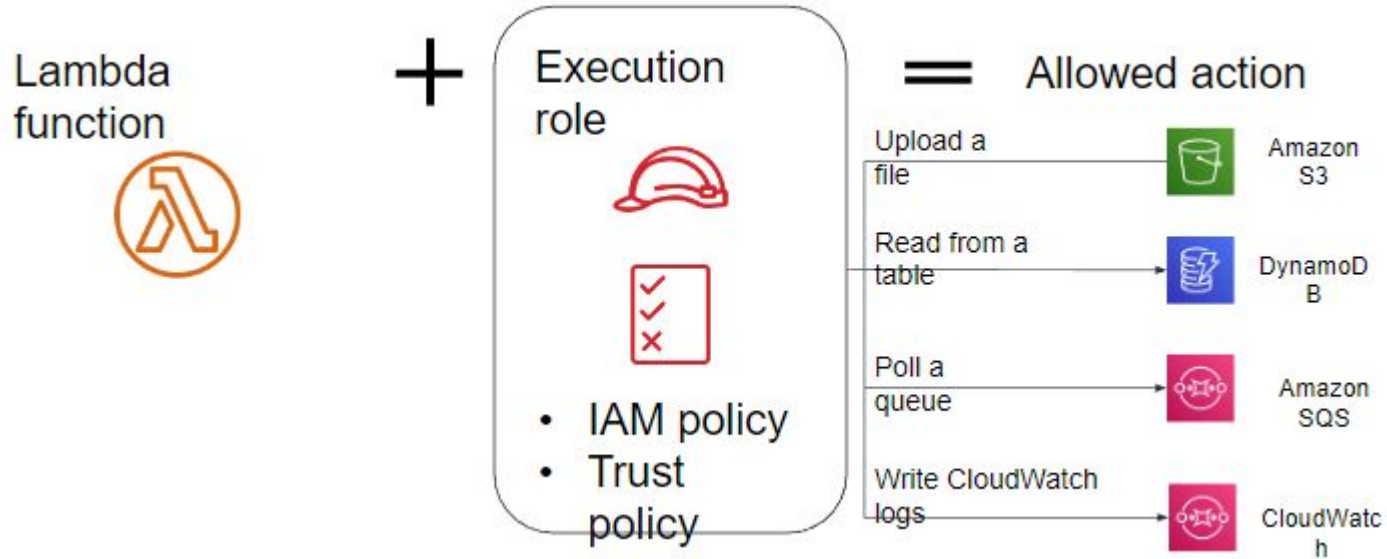 Lambda
function
Execution
role
• IAM policy
• Trust
policy
Allowed action
Upload a
file
Amazon
S3
Read from a
table
DynamoD
B
Poll a
queue
Amazon
SQS
Write CloudWatch
logs
CloudWatc
h